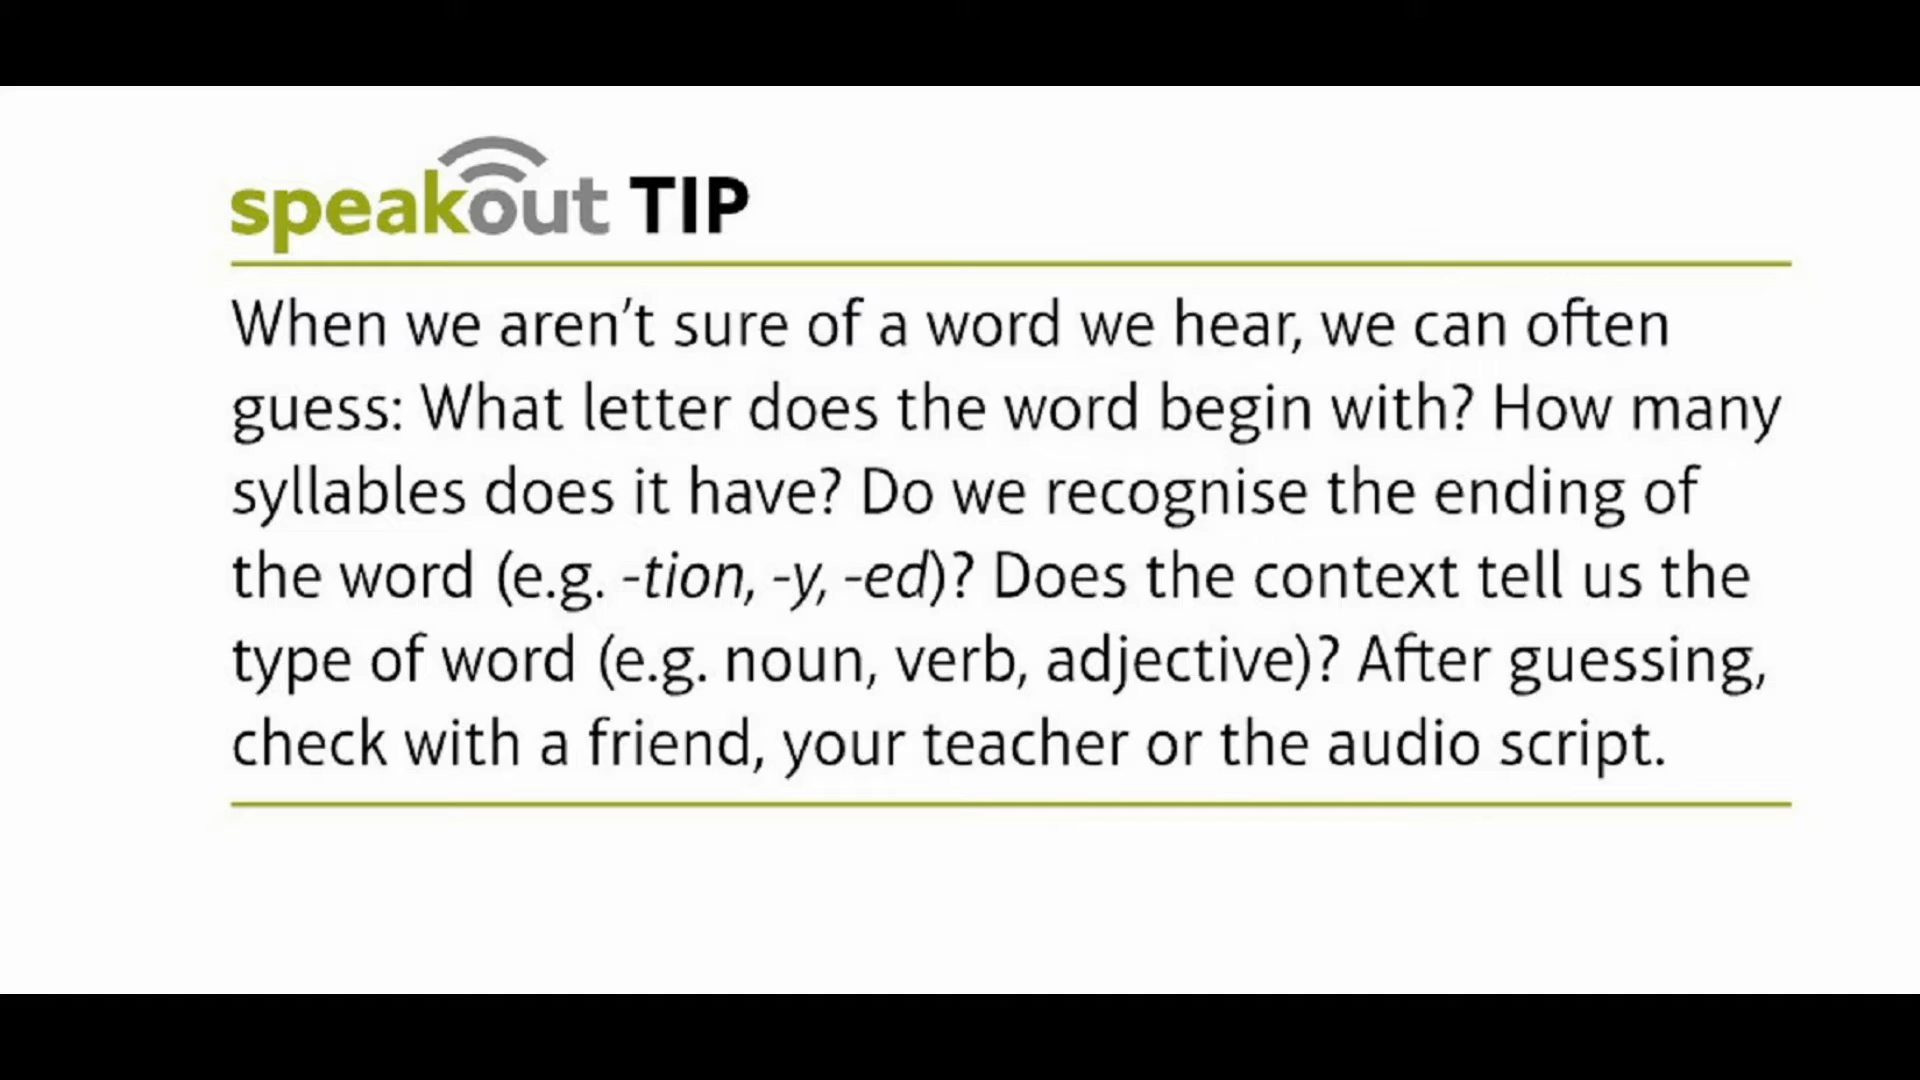 speakout TIP
When we aren’t sure of a word we hear, we can often
guess: What letter does the word begin with? How many
syllables does it have? Do we recognise the ending of
the word (e.g. -tion, -y, -ed)? Does the context tell us the
type of word (e.g. noun, verb, adjective)? After guessing,
check with a friend, your teacher or the audio script.